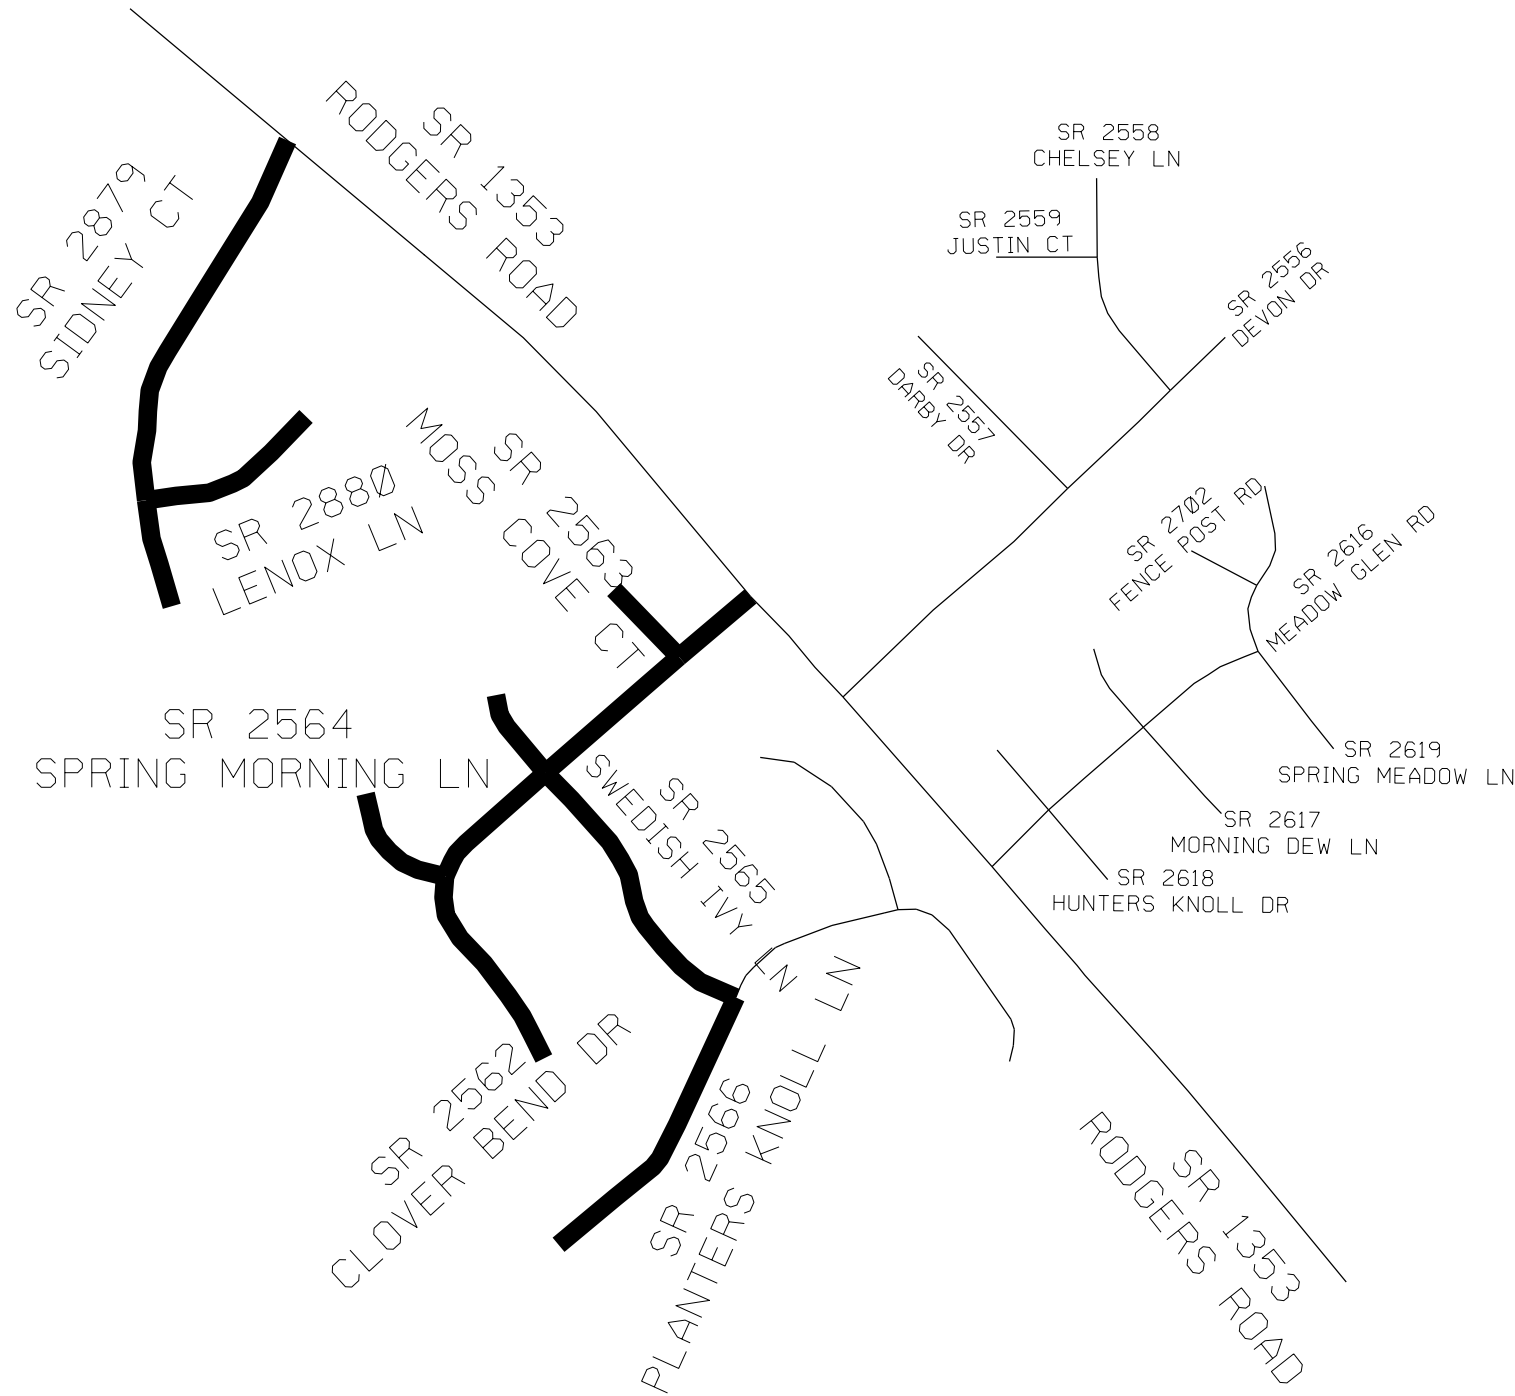 SR 1353
RODGERS ROAD
SR 2558
CHELSEY LN
SR 2879
SIDNEY CT
SR 2559
JUSTIN CT
SR 2556
DEVON DR
SR 2557
DARBY DR
SR 2880
LENOX LN
SR 2563
MOSS COVE CT
SR 2702
FENCE POST RD
SR 2616
MEADOW GLEN RD
SR 2564
SPRING MORNING LN
SR 2619
SPRING MEADOW LN
SR 2565
SWEDISH IVY LN
SR 2617
MORNING DEW LN
SR 2618
HUNTERS KNOLL DR
SR 2562
CLOVER BEND DR
SR 2566
PLANTERS KNOLL LN
SR 1353
RODGERS ROAD